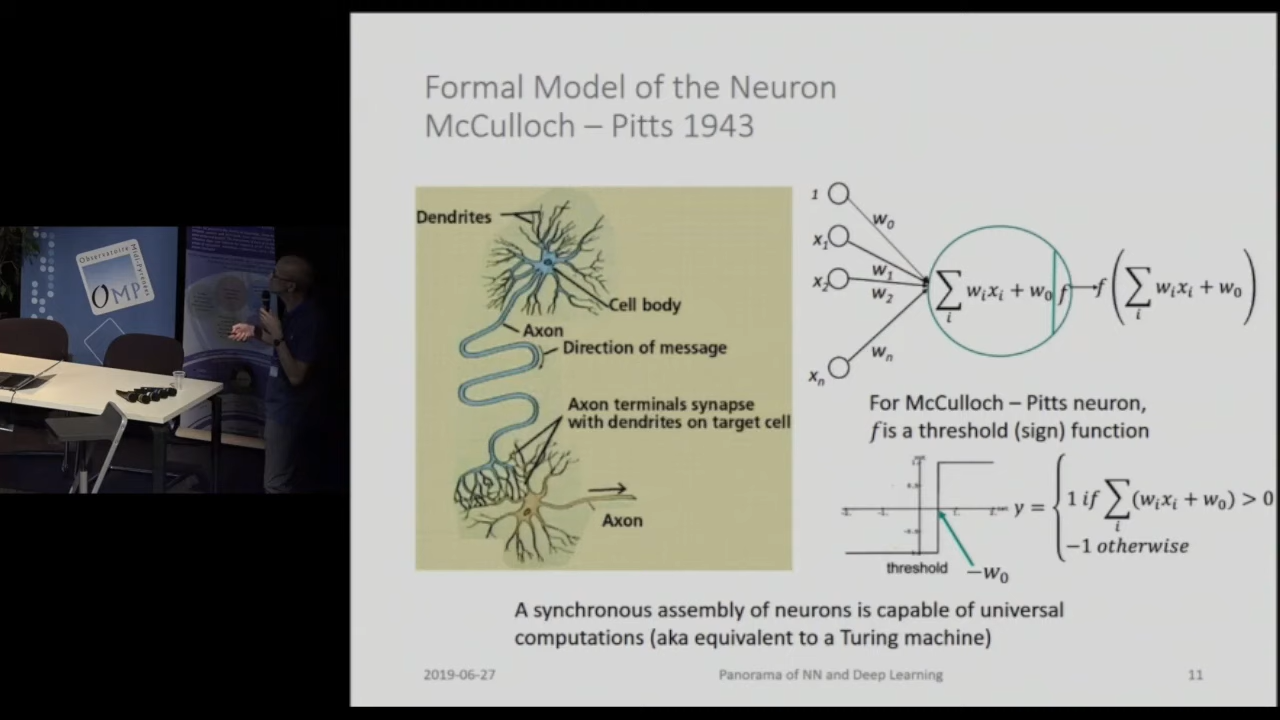 Formal Model of the Neuron
McCulloch – Pitts 1943
Dendrites
Cell body
Axon
Direction of message
Axon terminals synapse
with dendrites on target cell
Axon
1
x₁
x₂
xₙ
w₀
w₁
w₂
wₙ
∑ᵢ wᵢxᵢ + w₀ f
f(∑ᵢ wᵢxᵢ + w₀)
For McCulloch – Pitts neuron,
f is a threshold (sign) function
threshold
−w₀
y = { 1 if ∑ᵢ (wᵢxᵢ + w₀) > 0
−1 otherwise
A synchronous assembly of neurons is capable of universal
computations (aka equivalent to a Turing machine)
2019-06-27
Panorama of NN and Deep Learning
11
Observatoire
Midi-Pyrénées
OMP